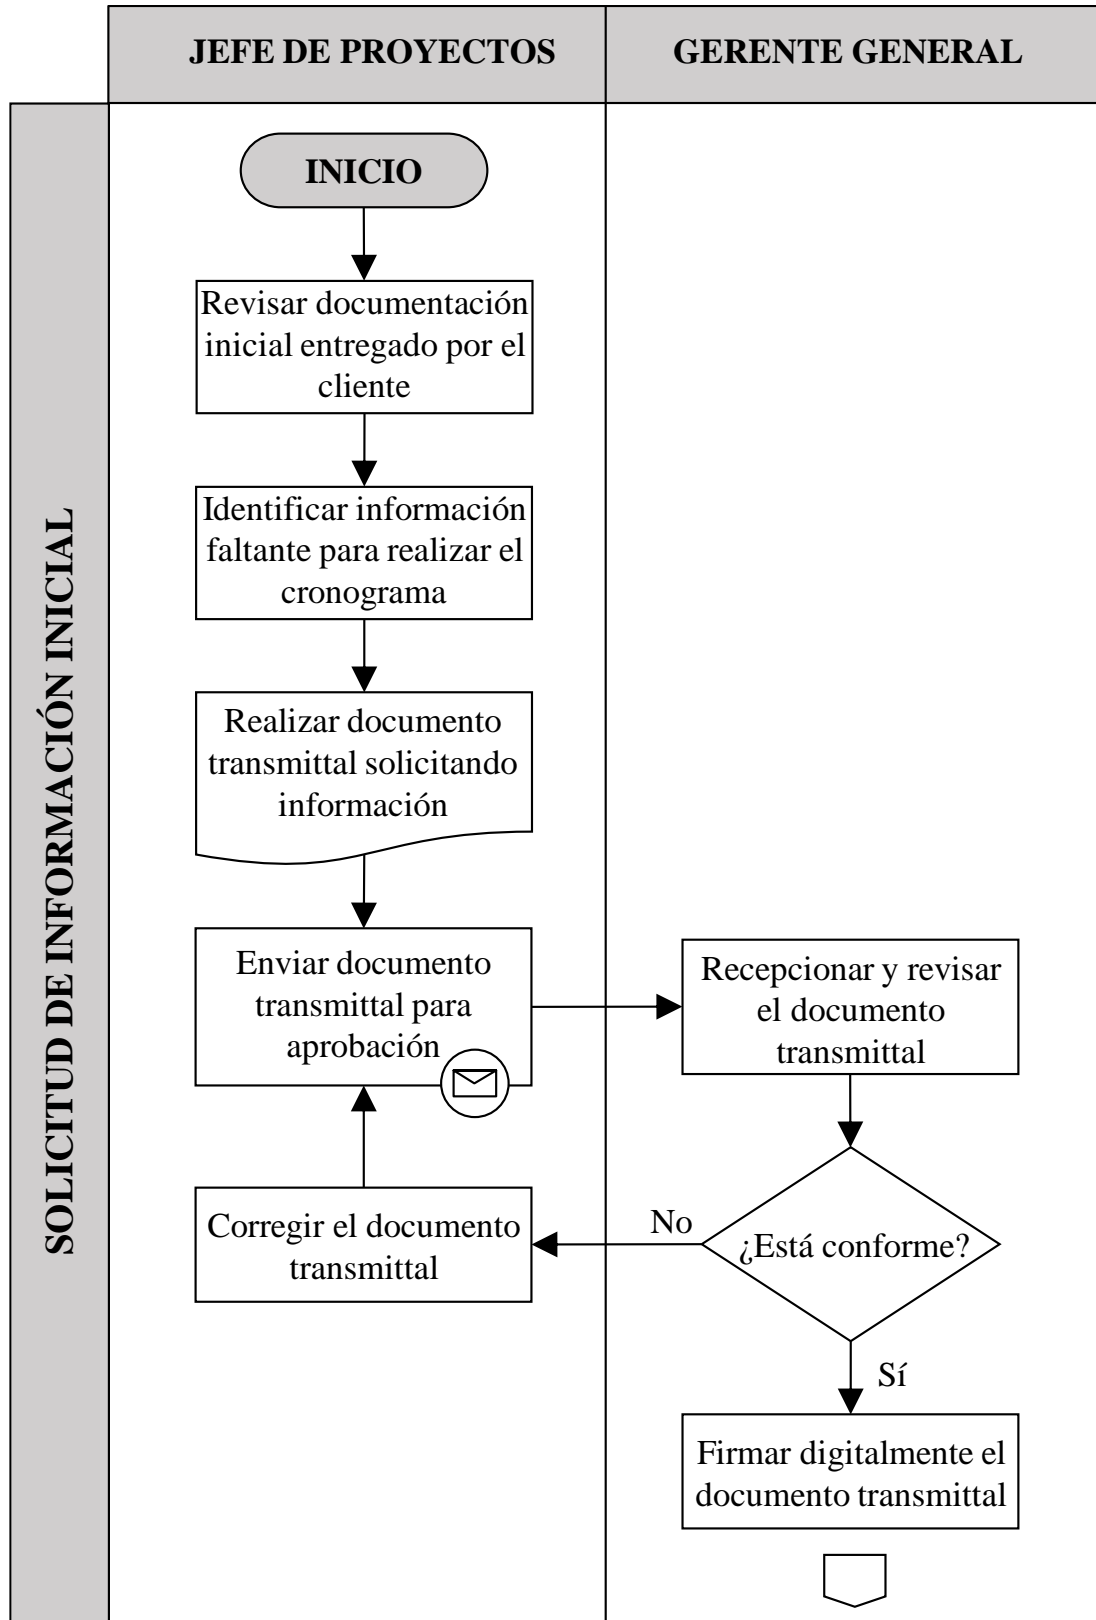 JEFE DE PROYECTOS
GERENTE GENERAL
SOLICITUD DE INFORMACIÓN INICIAL
INICIO
Revisar documentación
inicial entregado por el
cliente
Identificar información
faltante para realizar el
cronograma
Realizar documento
transmittal solicitando
información
Enviar documento
transmittal para
aprobación
Recepcionar y revisar
el documento
transmittal
¿Está conforme?
No
Corregir el documento
transmittal
Sí
Firmar digitalmente el
documento transmittal